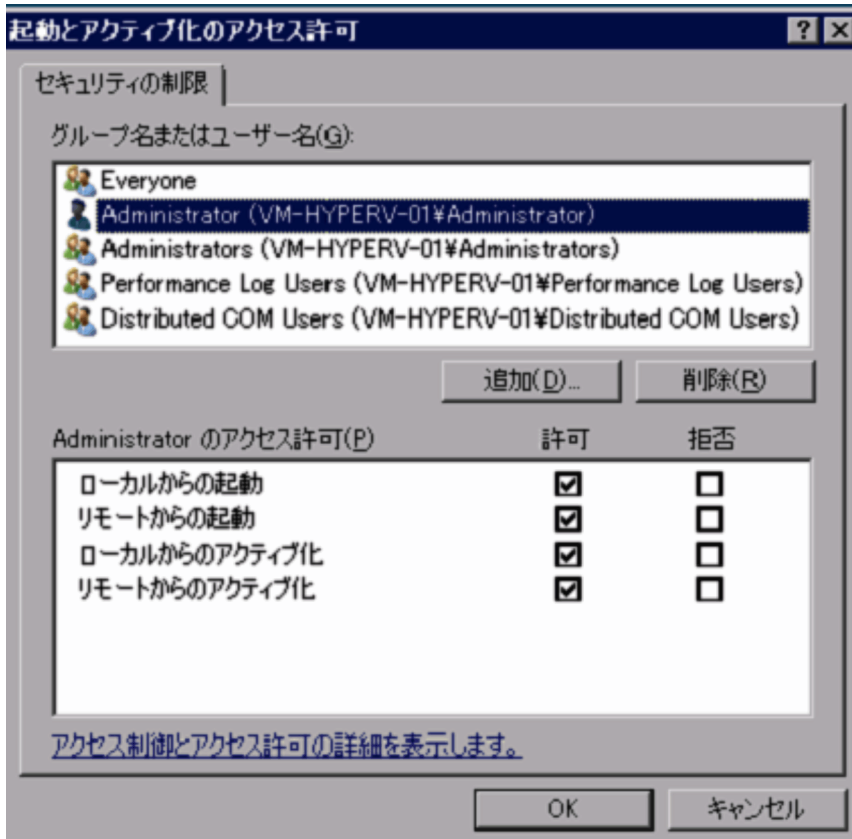 起動とアクティブ化のアクセス許可
セキュリティの制限
グループ名またはユーザー名(G):
Everyone
Administrator (VM-HYPERV-01¥Administrator)
Administrators (VM-HYPERV-01¥Administrators)
Performance Log Users (VM-HYPERV-01¥Performance Log Users)
Distributed COM Users (VM-HYPERV-01¥Distributed COM Users)
追加(D)... 削除(R)
Administrator のアクセス許可(P) 許可 拒否
ローカルからの起動
リモートからの起動
ローカルからのアクティブ化
リモートからのアクティブ化
アクセス制御とアクセス許可の詳細を表示します。
OK キャンセル